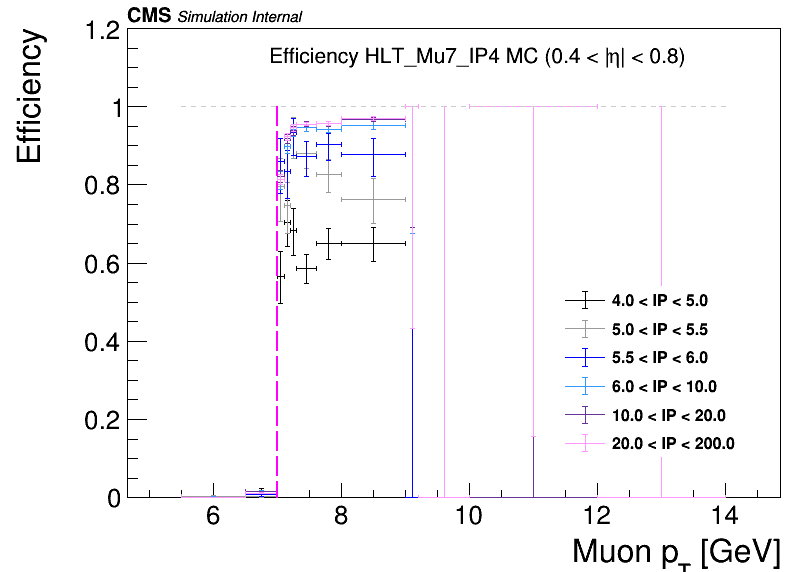 CMS Simulation Internal
Efficiency HLT_Mu7_IP4 MC (0.4 < |η| < 0.8)
Efficiency
1.2
1
0.8
0.6
0.4
0.2
0
4.0 < IP < 5.0
5.0 < IP < 5.5
5.5 < IP < 6.0
6.0 < IP < 10.0
10.0 < IP < 20.0
20.0 < IP < 200.0
6 8 10 12 14
Muon p_T [GeV]